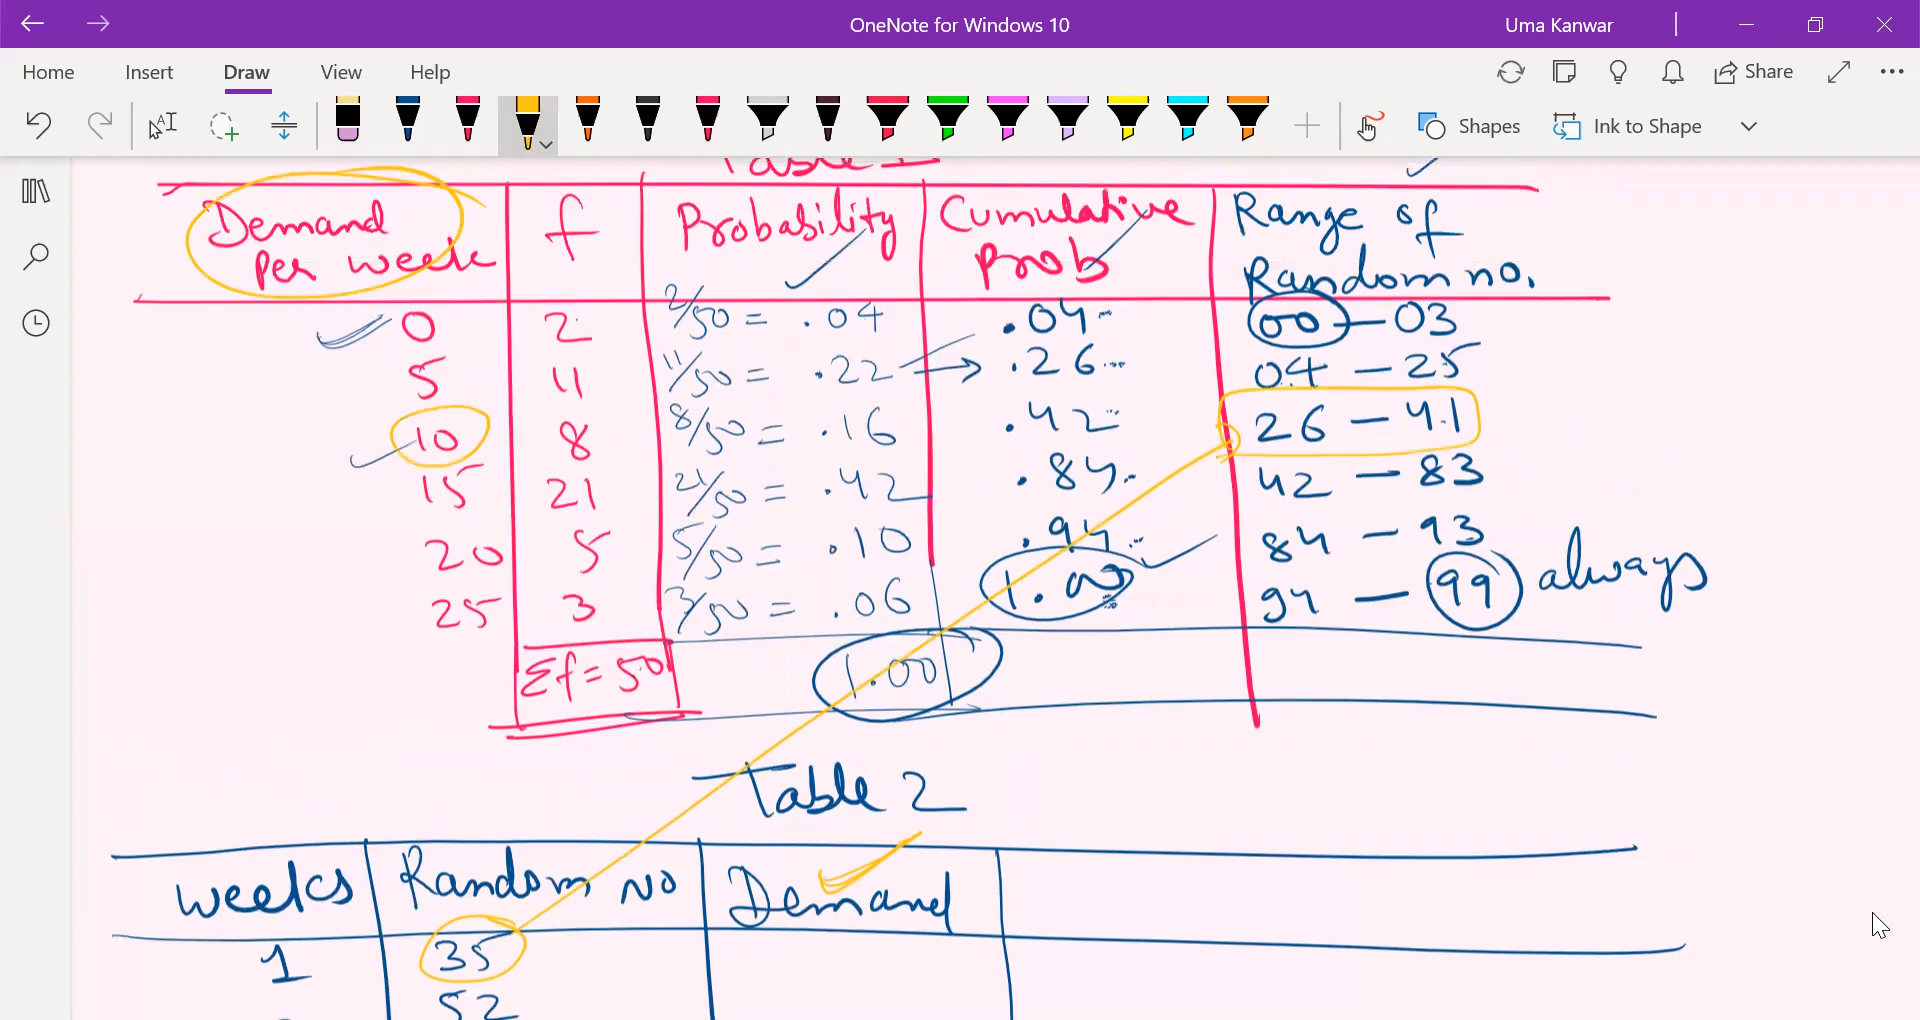 OneNote for Windows 10
Uma Kanwar
Home Insert Draw View Help
Share
Shapes
Ink to Shape
Table 1
Demand Per week f Probability Cumulative Prob Range of Random no.
0 2 2/50 = .04 .04 00 — 03
5 11 11/50 = .22 .26 04 — 25
10 8 8/50 = .16 .42 26 — 41
15 21 21/50 = .42 .84 42 — 83
20 5 5/50 = .10 .94 84 — 93
25 3 3/50 = .06 1.00 94 — 99 always
Σf = 50 1.00
Table 2
weeks Random no Demand
1 35
52